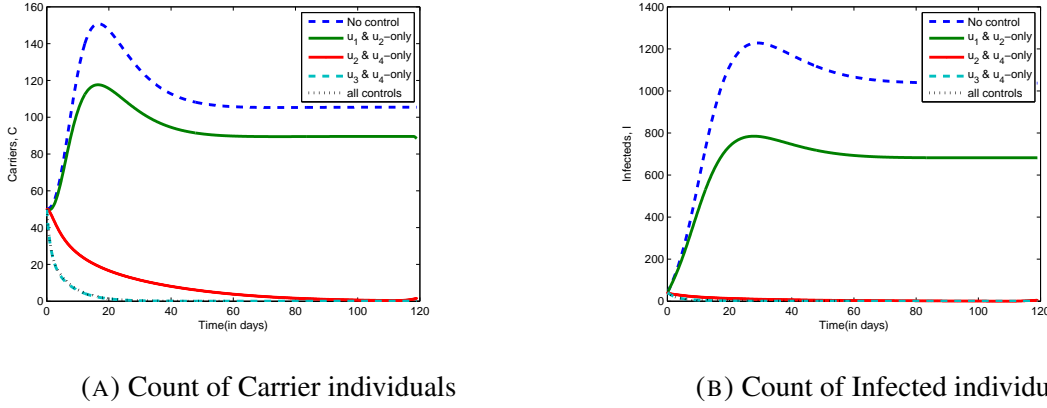 160
140
120
100
80
60
40
20
0
Carriers, C
0 20 40 60 80 100 120
Time(in days)
No control
u1 & u2−only
u2 & u4−only
u3 & u4−only
all controls
(A) Count of Carrier individuals
1400
1200
1000
800
600
400
200
0
Infecteds, I
0 20 40 60 80 100 120
Time(in days)
No control
u1 & u2−only
u2 & u4−only
u3 & u4−only
all controls
(B) Count of Infected individu